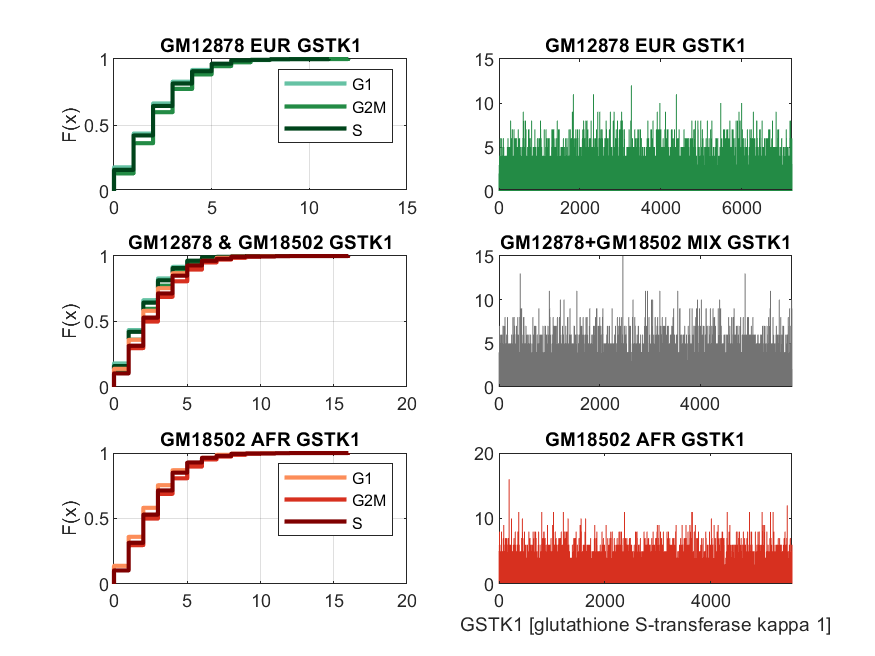 GM12878 EUR GSTK1
1
0.5
0
F(x)
0 5 10 15
G1
G2M
S
GM12878 EUR GSTK1
15
10
5
0
0 2000 4000 6000
GM12878 & GM18502 GSTK1
1
0.5
0
F(x)
0 5 10 15 20
GM12878+GM18502 MIX GSTK1
15
10
5
0
0 2000 4000
GM18502 AFR GSTK1
1
0.5
0
F(x)
0 5 10 15 20
G1
G2M
S
GM18502 AFR GSTK1
20
10
0
0 2000 4000
GSTK1 [glutathione S-transferase kappa 1]